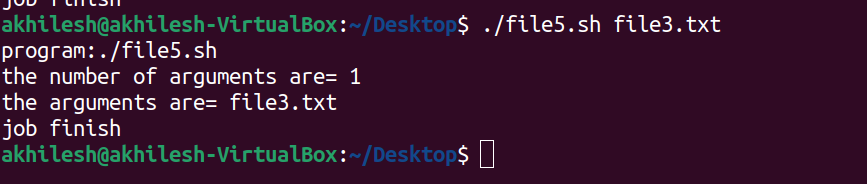 job finish
akhilesh@akhilesh-VirtualBox:~/Desktop$ ./file5.sh file3.txt
program:./file5.sh
the number of arguments are= 1
the arguments are= file3.txt
job finish
akhilesh@akhilesh-VirtualBox:~/Desktop$